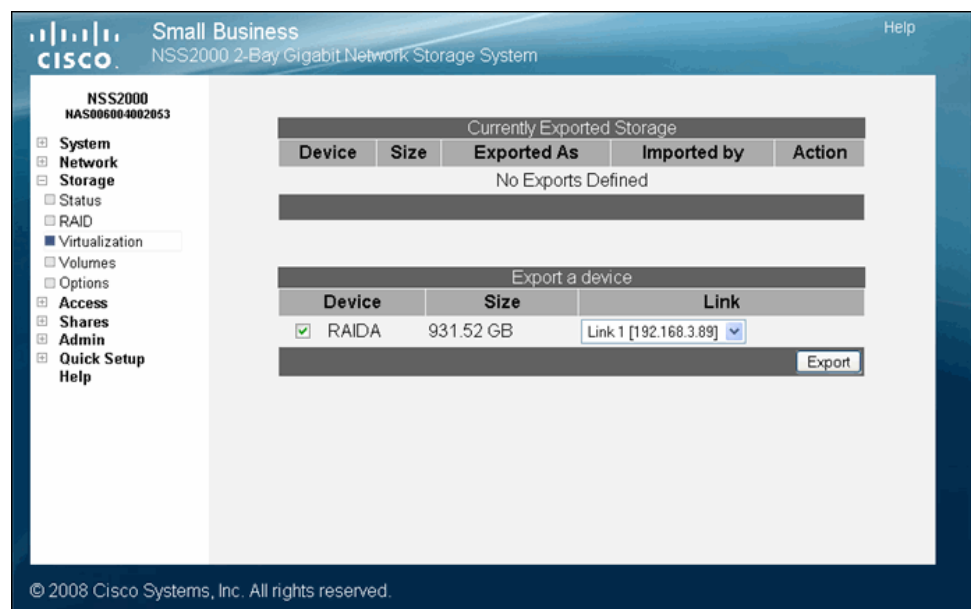 Small Business
Help
CISCO.
NSS2000 2-Bay Gigabit Network Storage System
NSS2000
NAS006004002053
System
Network
Storage
Status
RAID
Virtualization
Volumes
Options
Access
Shares
Admin
Quick Setup
Help
Currently Exported Storage
Device Size Exported As Imported by Action
No Exports Defined
Export a device
Device Size Link
RAIDA 931.52 GB Link 1 [192.168.3.89]
Export
© 2008 Cisco Systems, Inc. All rights reserved.